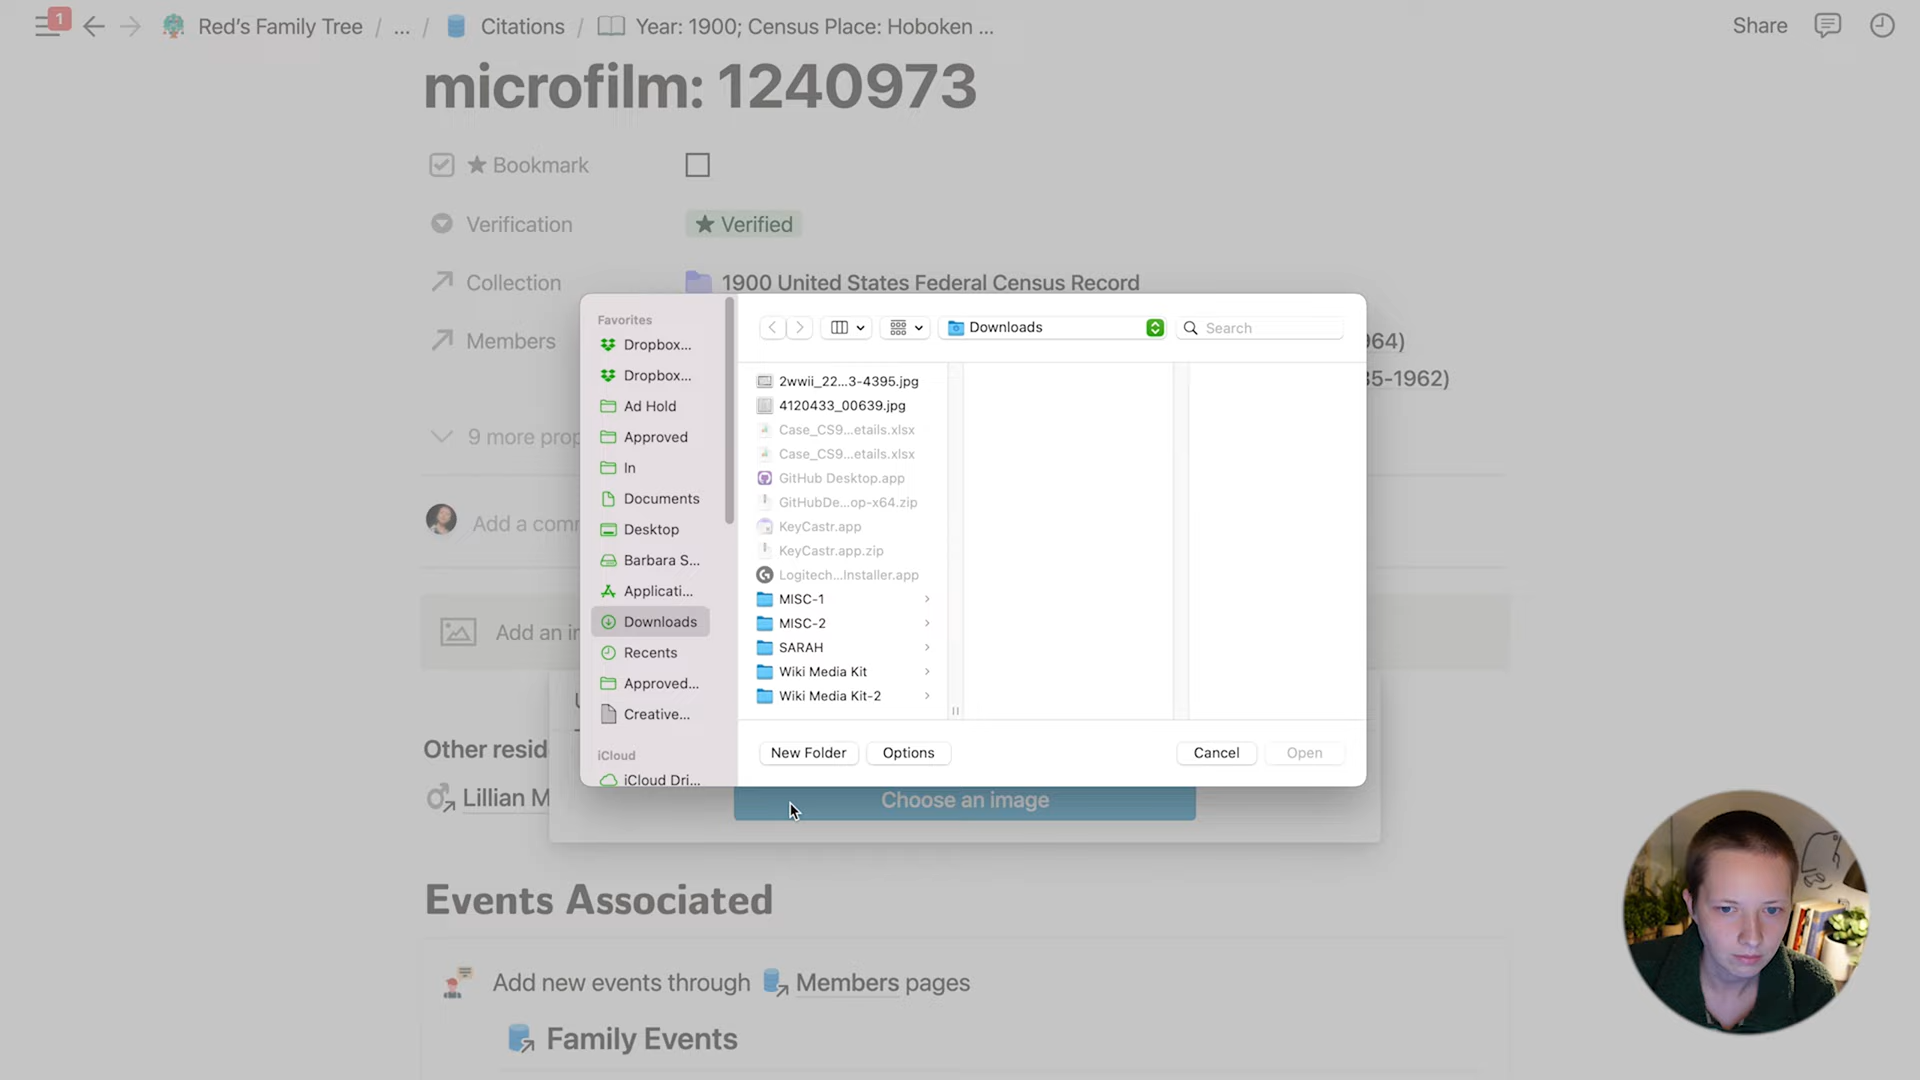 1
Red's Family Tree / ... / Citations / Year: 1900; Census Place: Hoboken ...
Share
microfilm: 1240973
★ Bookmark
Verification
★ Verified
Collection
1900 United States Federal Census Record
Members
964)
35-1962)
9 more prop
Add a comm
Add an im
Other resid
Lillian M
Favorites
Dropbox...
Dropbox...
Ad Hold
Approved
In
Documents
Desktop
Barbara S...
Applicati...
Downloads
Recents
Approved...
Creative...
iCloud
iCloud Dri...
Downloads
Search
2wwii_22...3-4395.jpg
4120433_00639.jpg
Case_CS9...etails.xlsx
Case_CS9...etails.xlsx
GitHub Desktop.app
GitHubDe...op-x64.zip
KeyCastr.app
KeyCastr.app.zip
Logitech...Installer.app
MISC-1
MISC-2
SARAH
Wiki Media Kit
Wiki Media Kit-2
New Folder
Options
Cancel
Open
Choose an image
Events Associated
Add new events through Members pages
Family Events